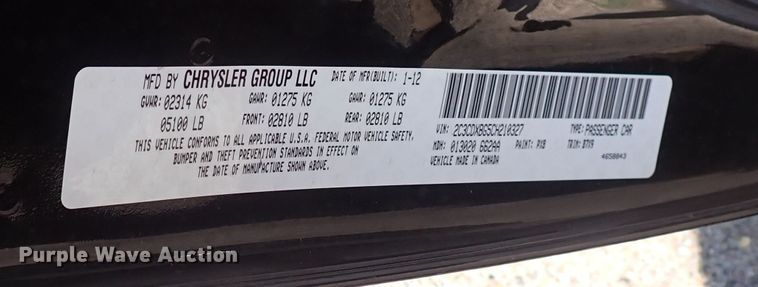 MFD BY CHRYSLER GROUP LLC DATE OF MFR(BUILT): 1-12
GVWR: 02314 KG GAWR: 01275 KG GAWR: 01275 KG
05100 LB FRONT: 02810 LB REAR: 02810 LB
THIS VEHICLE CONFORMS TO ALL APPLICABLE U.S.A. FEDERAL MOTOR VEHICLE SAFETY,
BUMPER AND THEFT PREVENTION STANDARDS IN EFFECT ON
THE DATE OF MANUFACTURE SHOWN ABOVE.
VIN: 2C3CDXBG5CH210327 TYPE: PASSENGER CAR
MDH: 013020 662AA PAINT: PX8 TRIM: B7X9
VEHICLE MADE IN CANADA 4658843
Purple Wave Auction